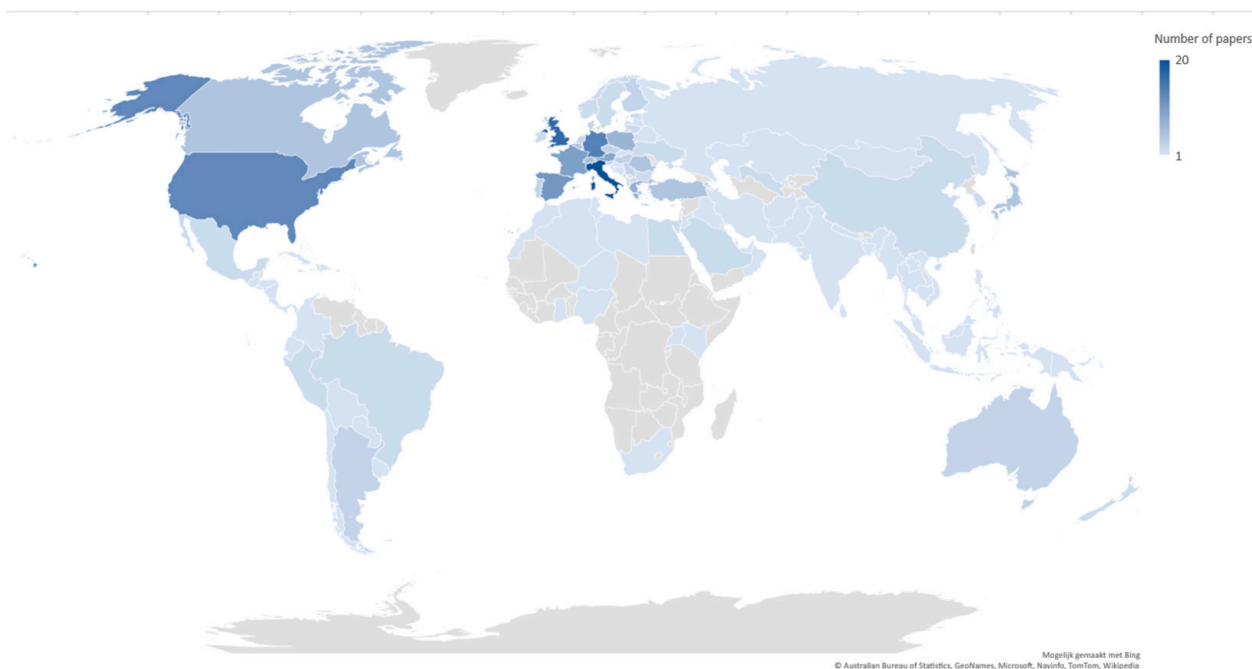 Number of papers
20
1
Mogelijk gemaakt met Bing
© Australian Bureau of Statistics, GeoNames, Microsoft, Navinfo, TomTom, Wikipedia